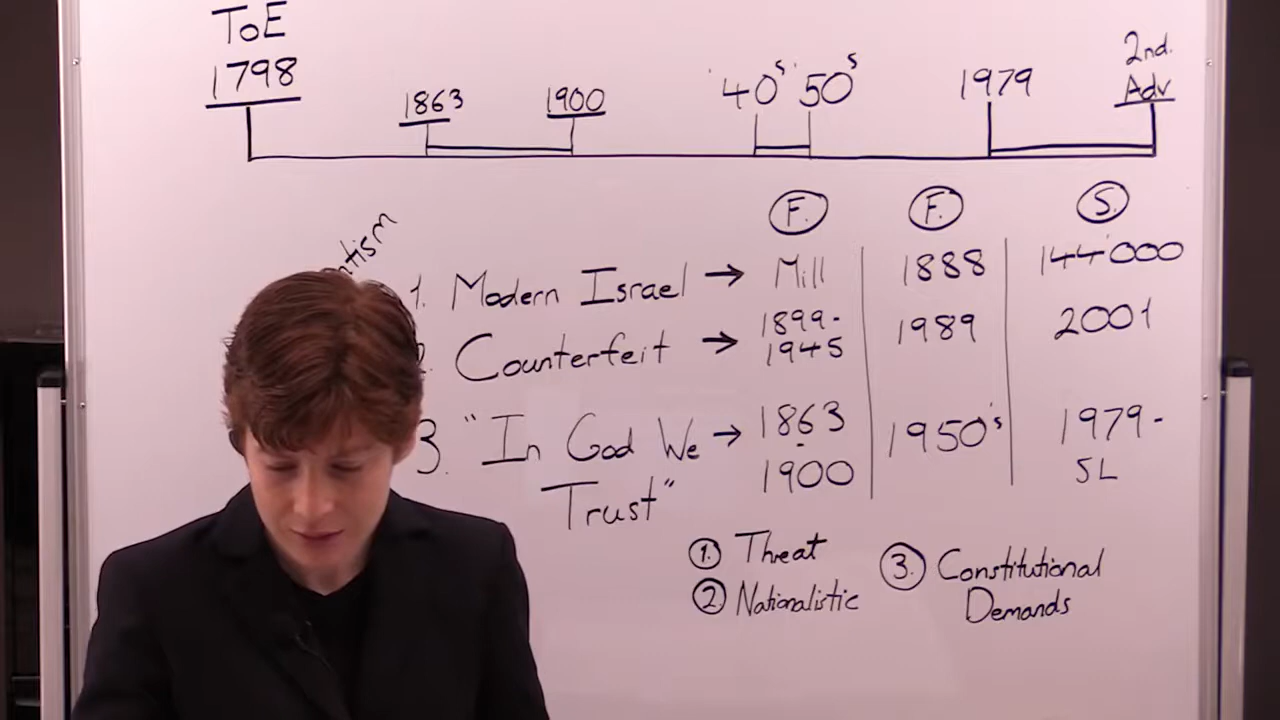 ToE
1798
1863
1900
'40s '50s
1979
2nd.
Adv
F. F. S.
1. Modern Israel → Mill 1888 144'000
Counterfeit → 1899- 1945 1989 2001
3. "In God We Trust" → 1863 - 1900 1950's 1979- SL
1. Threat
2 Nationalistic
3. Constitutional
Demands